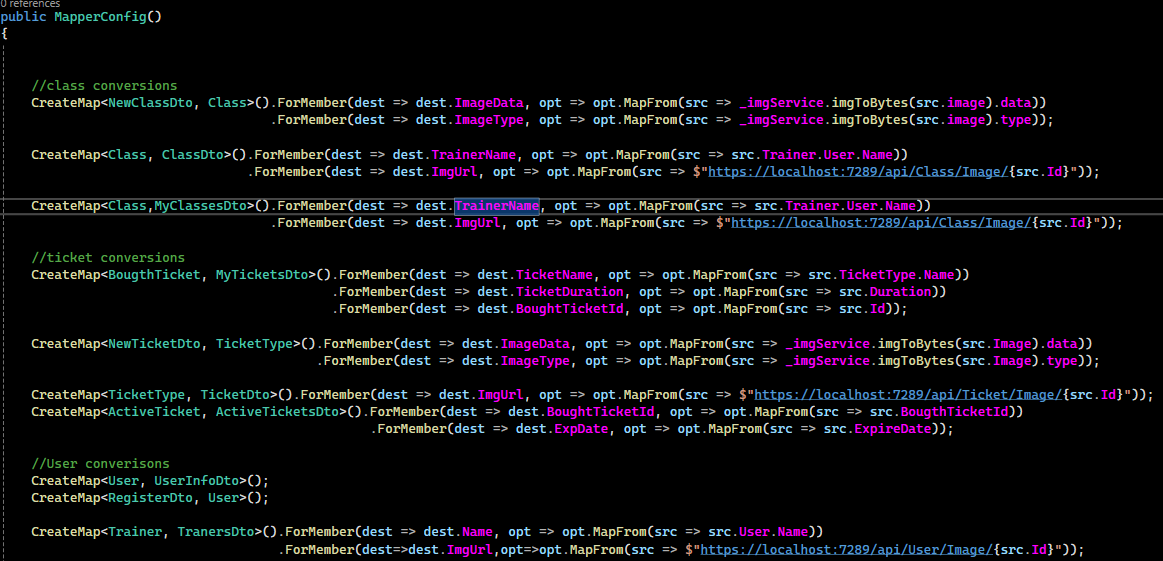 0 references
public MapperConfig()
{
//class conversions
CreateMap<NewClassDto, Class>().ForMember(dest => dest.ImageData, opt => opt.MapFrom(src => _imgService.imgToBytes(src.image).data))
.ForMember(dest => dest.ImageType, opt => opt.MapFrom(src => _imgService.imgToBytes(src.image).type));
CreateMap<Class, ClassDto>().ForMember(dest => dest.TrainerName, opt => opt.MapFrom(src => src.Trainer.User.Name))
.ForMember(dest => dest.ImgUrl, opt => opt.MapFrom(src => $"https://localhost:7289/api/Class/Image/{src.Id}"));
CreateMap<Class,MyClassesDto>().ForMember(dest => dest.TrainerName, opt => opt.MapFrom(src => src.Trainer.User.Name))
.ForMember(dest => dest.ImgUrl, opt => opt.MapFrom(src => $"https://localhost:7289/api/Class/Image/{src.Id}"));
//ticket conversions
CreateMap<BougthTicket, MyTicketsDto>().ForMember(dest => dest.TicketName, opt => opt.MapFrom(src => src.TicketType.Name))
.ForMember(dest => dest.TicketDuration, opt => opt.MapFrom(src => src.Duration))
.ForMember(dest => dest.BoughtTicketId, opt => opt.MapFrom(src => src.Id));
CreateMap<NewTicketDto, TicketType>().ForMember(dest => dest.ImageData, opt => opt.MapFrom(src => _imgService.imgToBytes(src.Image).data))
.ForMember(dest => dest.ImageType, opt => opt.MapFrom(src => _imgService.imgToBytes(src.Image).type));
CreateMap<TicketType, TicketDto>().ForMember(dest => dest.ImgUrl, opt => opt.MapFrom(src => $"https://localhost:7289/api/Ticket/Image/{src.Id}"));
CreateMap<ActiveTicket, ActiveTicketsDto>().ForMember(dest => dest.BoughtTicketId, opt => opt.MapFrom(src => src.BougthTicketId))
.ForMember(dest => dest.ExpDate, opt => opt.MapFrom(src => src.ExpireDate));
//User converisons
CreateMap<User, UserInfoDto>();
CreateMap<RegisterDto, User>();
CreateMap<Trainer, TranersDto>().ForMember(dest => dest.Name, opt => opt.MapFrom(src => src.User.Name))
.ForMember(dest=>dest.ImgUrl,opt=>opt.MapFrom(src => $"https://localhost:7289/api/User/Image/{src.Id}"));